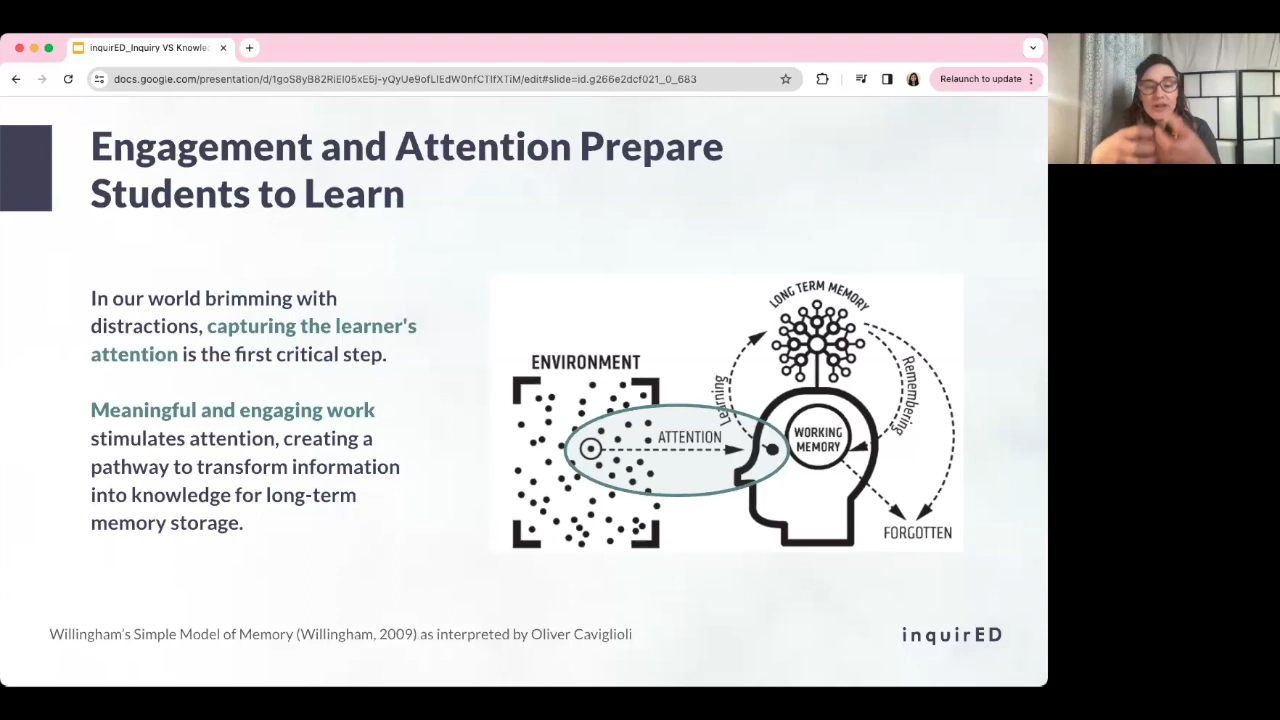 inquirED_Inquiry VS Knowle
docs.google.com/presentation/d/1goS8yB82RiEl05xE5j-yQyUe9ofLlEdW0nfCTlfXTiM/edit#slide=id.g266e2dcf021_0_683
Relaunch to update
Engagement and Attention Prepare
Students to Learn
In our world brimming with
distractions, capturing the learner's
attention is the first critical step.
Meaningful and engaging work
stimulates attention, creating a
pathway to transform information
into knowledge for long-term
memory storage.
ENVIRONMENT
ATTENTION
Learning
LONG TERM MEMORY
WORKING
MEMORY
Remembering
FORGOTTEN
Willingham's Simple Model of Memory (Willingham, 2009) as interpreted by Oliver Caviglioli
inquirED